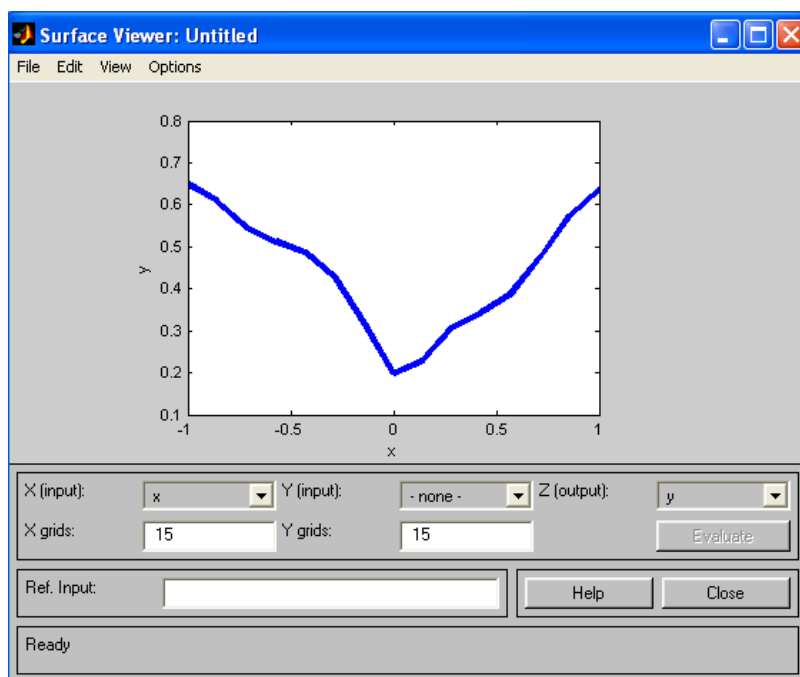 Surface Viewer: Untitled
File Edit View Options
0.8
0.7
0.6
0.5
0.4
0.3
0.2
0.1
y
-1 -0.5 0 0.5 1
x
X (input): x Y (input): - none - Z (output): y
X grids: 15 Y grids: 15 Evaluate
Ref. Input: Help Close
Ready